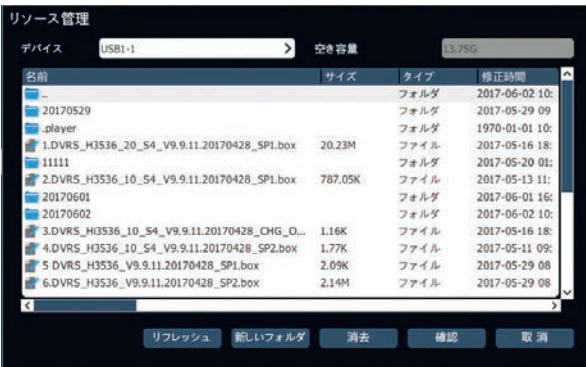 リソース管理
デバイス USB1-1 空き容量 13.75G
名前 サイズ タイプ 修正時間
.. フォルダ 2017-06-02 10:
20170529 フォルダ 2017-05-29 09
.player フォルダ 1970-01-01 10:
1.DVRS_H3536_20_S4_V9.9.11.20170428_SP1.box 20.23M ファイル 2017-05-16 18:
11111 フォルダ 2017-05-20 01:
2.DVRS_H3536_10_S4_V9.9.11.20170428_SP1.box 787.05K ファイル 2017-05-13 11:
20170601 フォルダ 2017-06-01 16:
20170602 フォルダ 2017-06-02 10:
3.DVRS_Hi3536_10_S4_V9.9.11.20170428_CHG_O... 1.16K ファイル 2017-05-16 18:
4.DVRS_H3536_10_S4_V9.9.11.20170428_SP2.box 1.77K ファイル 2017-05-11 09:
5 DVRS_H3536_V9.9.11.20170428_SP1.box 2.09K ファイル 2017-05-29 08
6.DVRS_H3536_V9.9.11.20170428_SP2.box 2.14M ファイル 2017-05-29 08
リフレッシュ 新しいフォルダ 消去 確認 取消